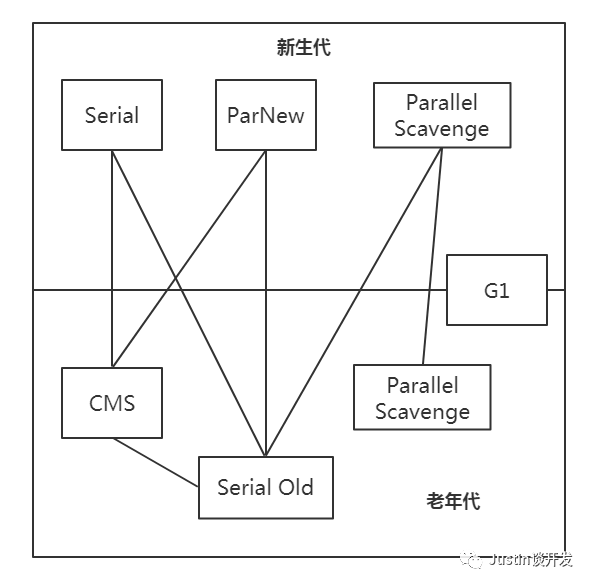 新生代
Serial
ParNew
Parallel
Scavenge
G1
CMS
Parallel
Scavenge
Serial Old
老年代
Justin谈开发